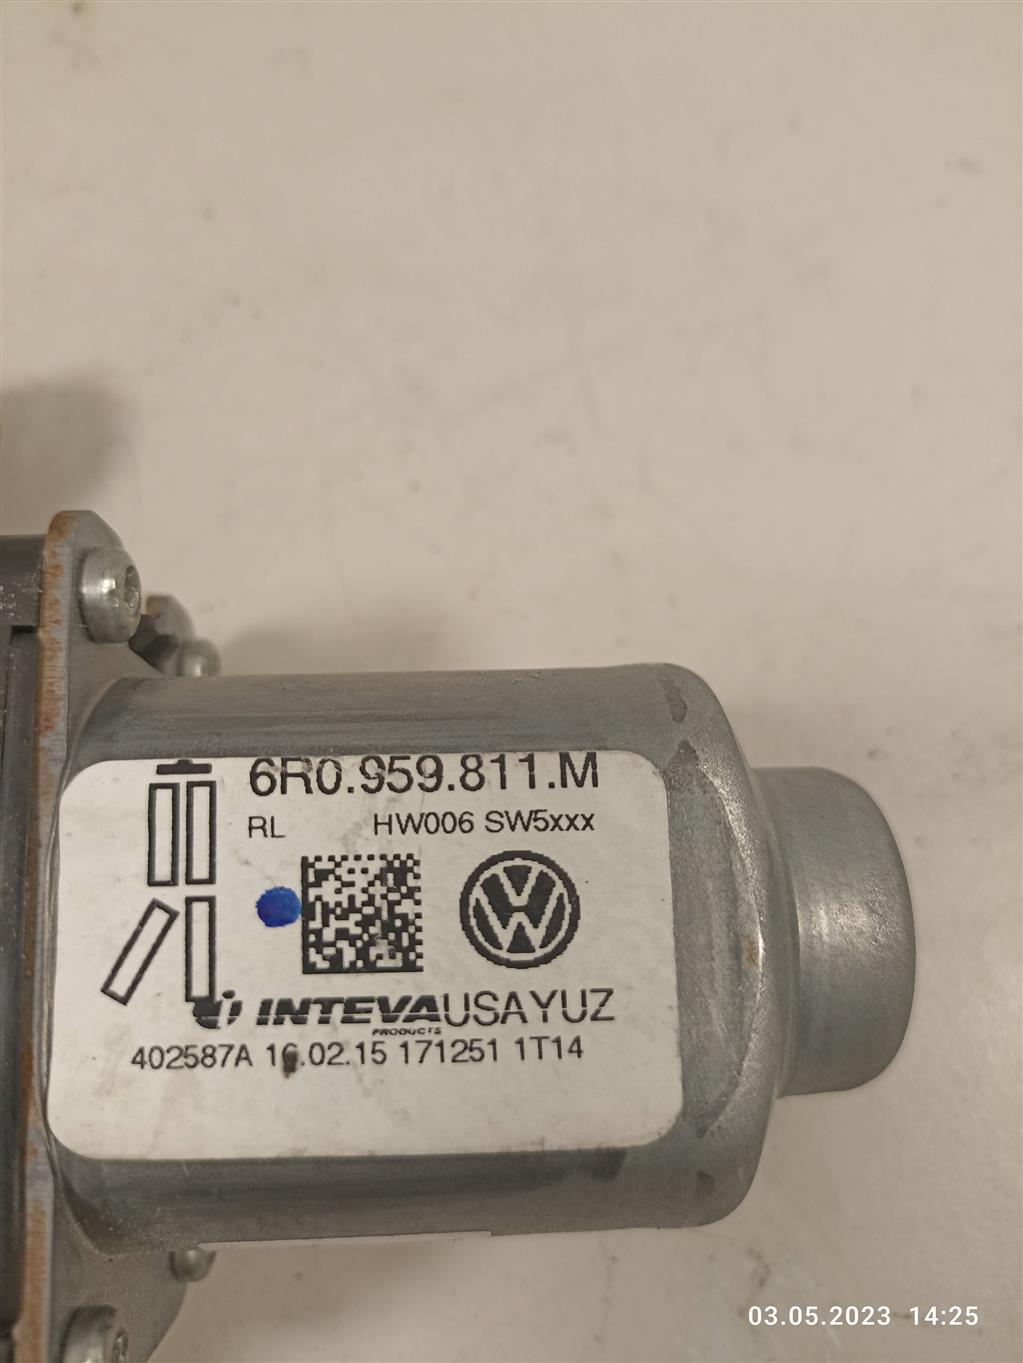 6R0.959.811.M
RL HW006 SW5xxx
INTEVA USAYUZ
PRODUCTS
402587A 16.02.15 171251 1T14
03.05.2023 14:25